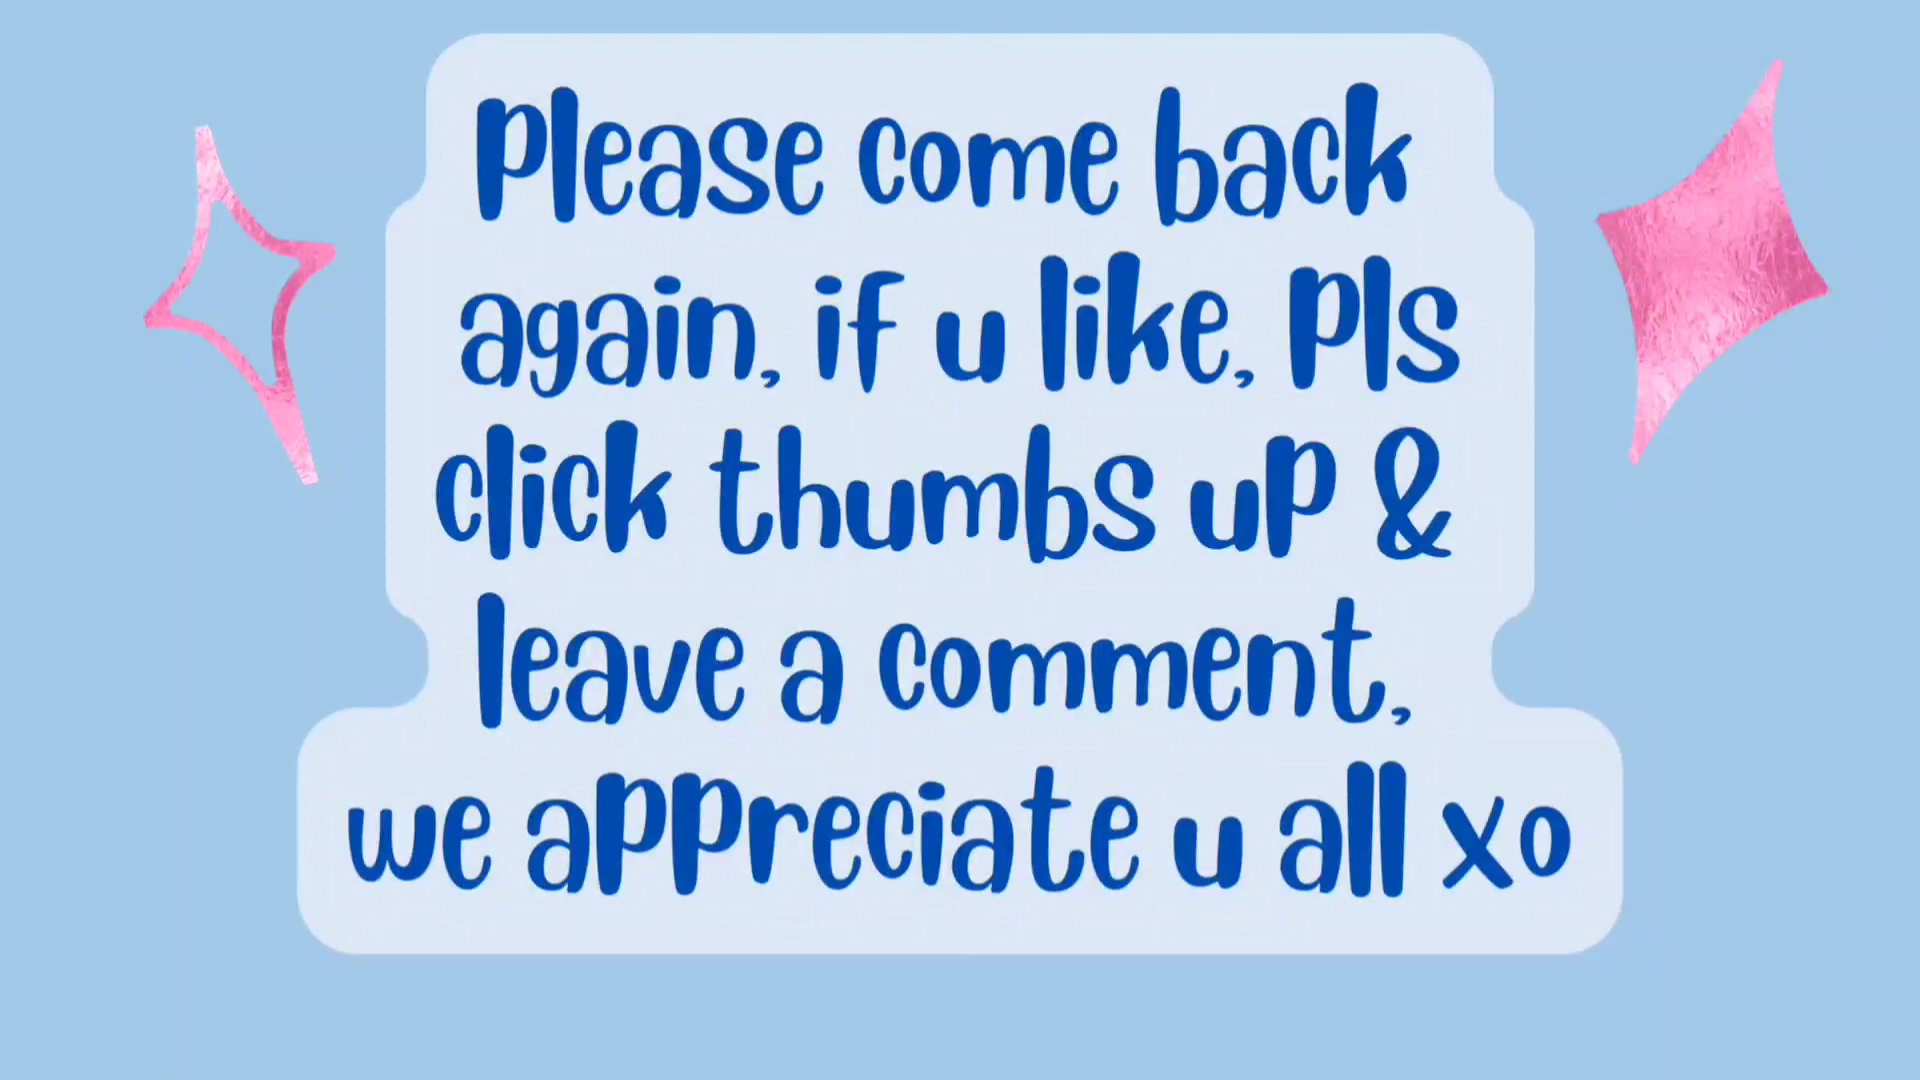 Please come back
again, if u like, pls
click thumbs up &
leave a comment,
we appreciate u all xo